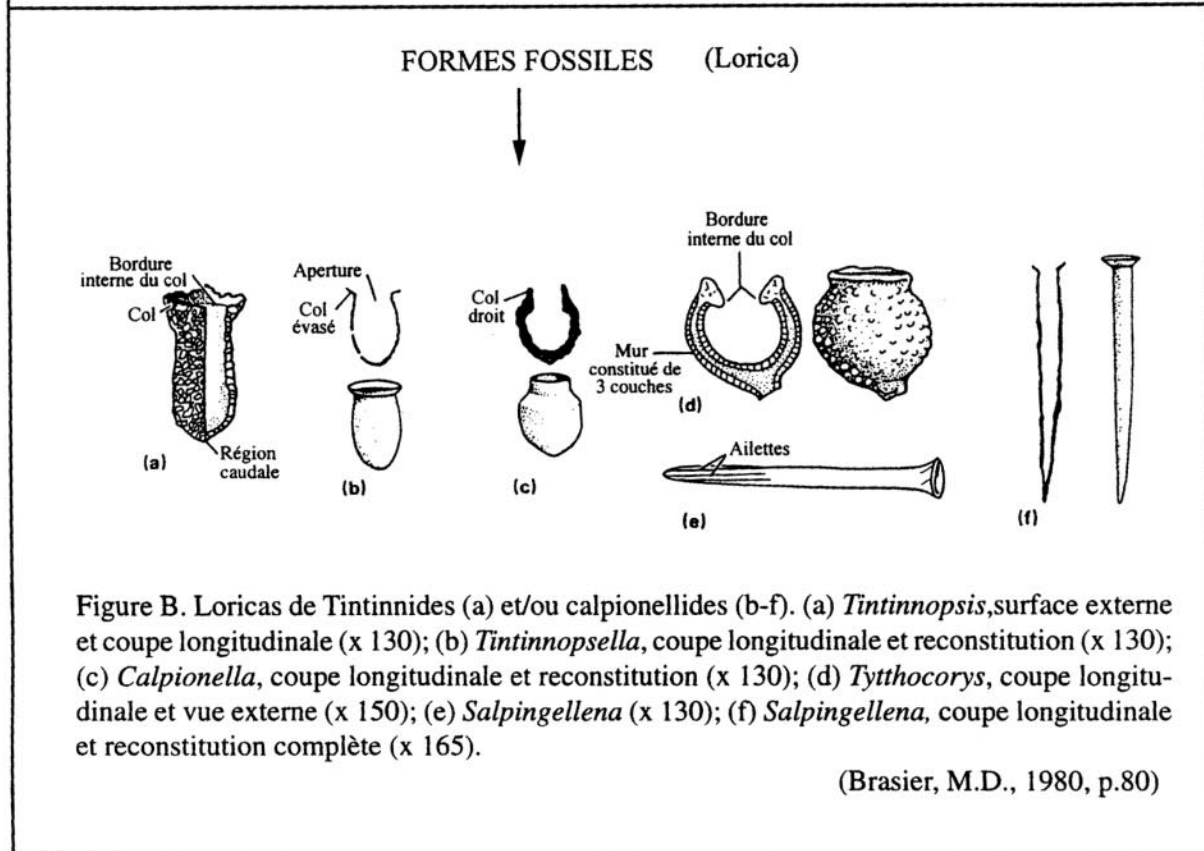 FORMES FOSSILES (Lorica)
Bordure
interne du col
Col
Région
caudale
(a)
Aperture
Col
évasé
(b)
Col
droit
(c)
Bordure
interne du col
Mur
constitué de
3 couches
(d)
Ailettes
(e)
(f)
Figure B. Loricas de Tintinnides (a) et/ou calpionellides (b-f). (a) Tintinnopsis,surface externe
et coupe longitudinale (x 130); (b) Tintinnopsella, coupe longitudinale et reconstitution (x 130);
(c) Calpionella, coupe longitudinale et reconstitution (x 130); (d) Tytthocorys, coupe longitu-
dinale et vue externe (x 150); (e) Salpingellena (x 130); (f) Salpingellena, coupe longitudinale
et reconstitution complète (x 165).
(Brasier, M.D., 1980, p.80)